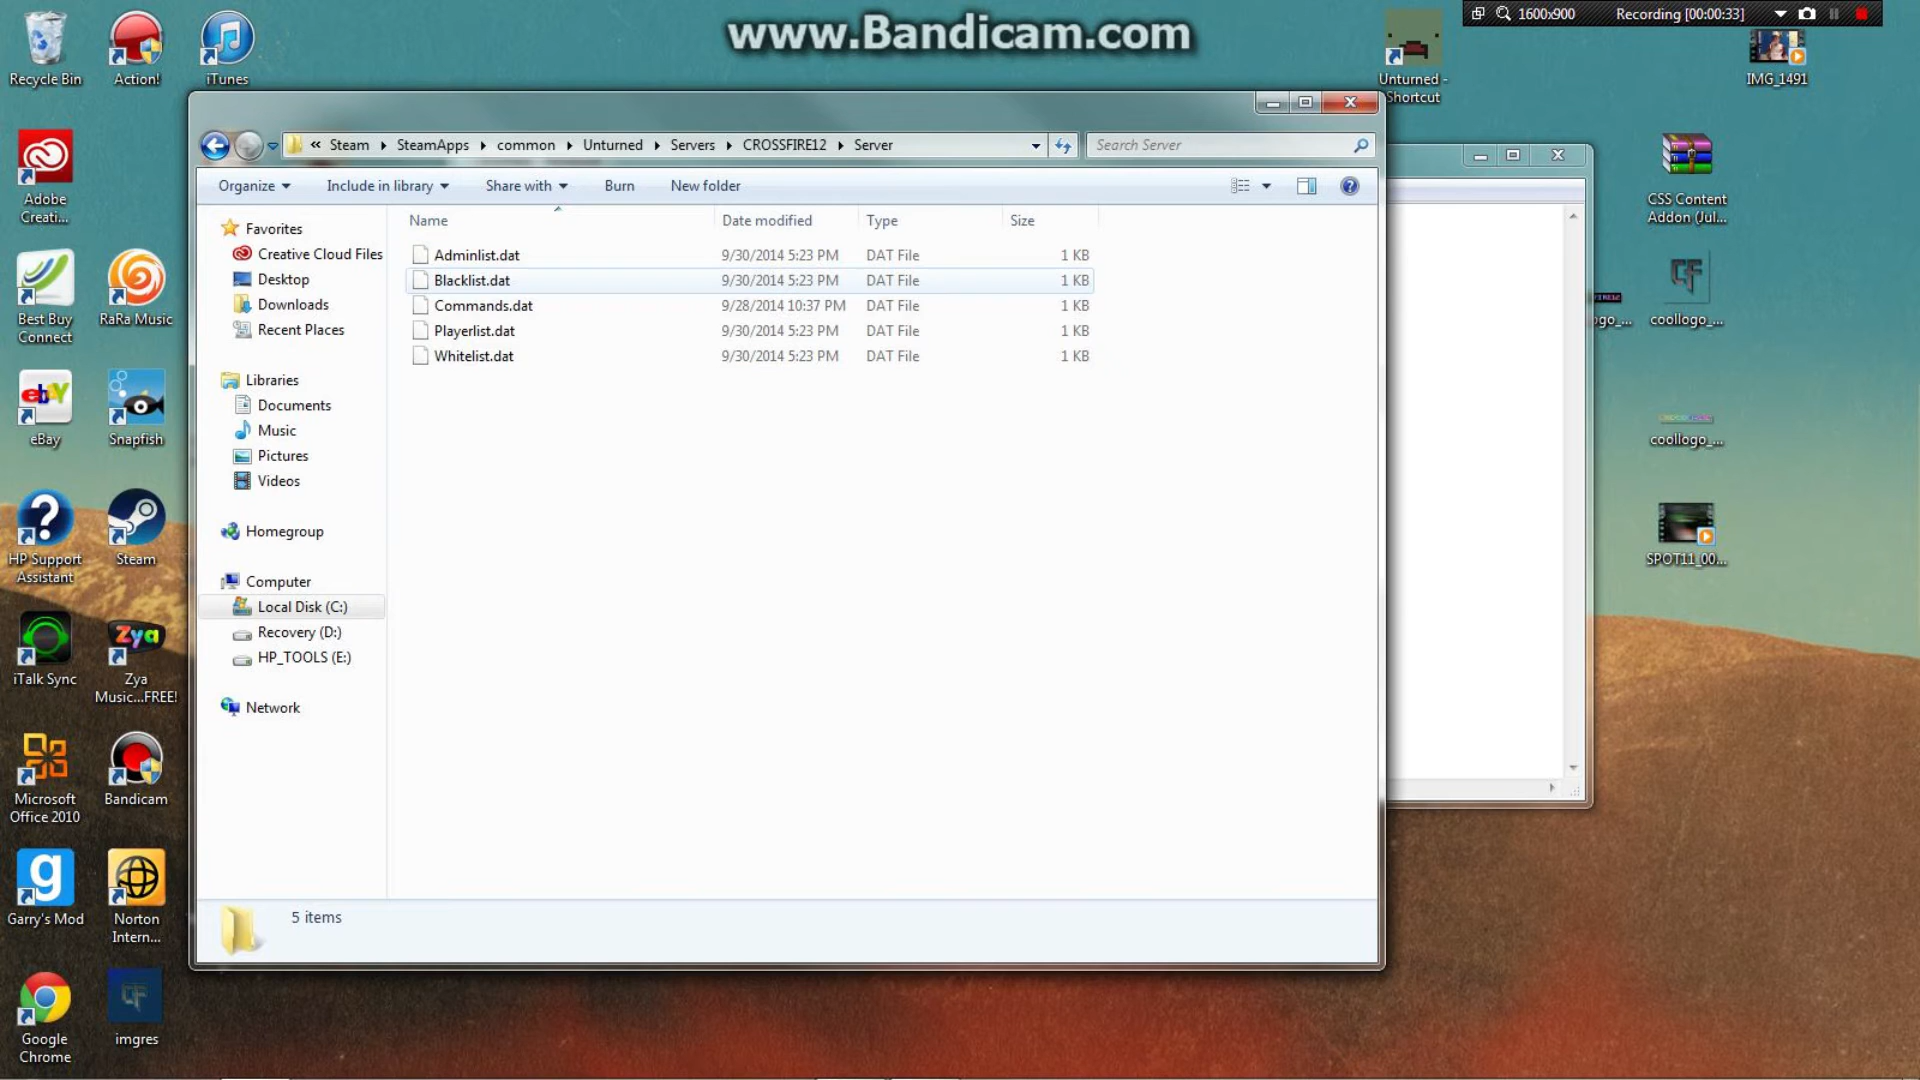 www.Bandicam.com
1600x900
Recording [00:00:33]
Recycle Bin
Action!
iTunes
Unturned -
Shortcut
IMG_1491
« Steam ▸ SteamApps ▸ common ▸ Unturned ▸ Servers ▸ CROSSFIRE12 ▸ Server
Search Server
Organize
Include in library
Share with
Burn
New folder
Name
Date modified
Type
Size
Adminlist.dat 9/30/2014 5:23 PM DAT File 1 KB
Blacklist.dat 9/30/2014 5:23 PM DAT File 1 KB
Commands.dat 9/28/2014 10:37 PM DAT File 1 KB
Playerlist.dat 9/30/2014 5:23 PM DAT File 1 KB
Whitelist.dat 9/30/2014 5:23 PM DAT File 1 KB
Favorites
Creative Cloud Files
Desktop
Downloads
Recent Places
Libraries
Documents
Music
Pictures
Videos
Homegroup
Computer
Local Disk (C:)
Recovery (D:)
HP_TOOLS (E:)
Network
5 items
Adobe
Creati...
Best Buy
Connect
RaRa Music
ebY
eBay
Snapfish
HP Support
Assistant
Steam
iTalk Sync
Zya
Zya
Music...FREE!
Microsoft
Office 2010
Bandicam
g
Garry's Mod
Norton
Intern...
Google
Chrome
CF
imgres
CSS Content
Addon (Jul...
CF
ogo_...
coollogo_...
coollogo_...
SPOT11_00...